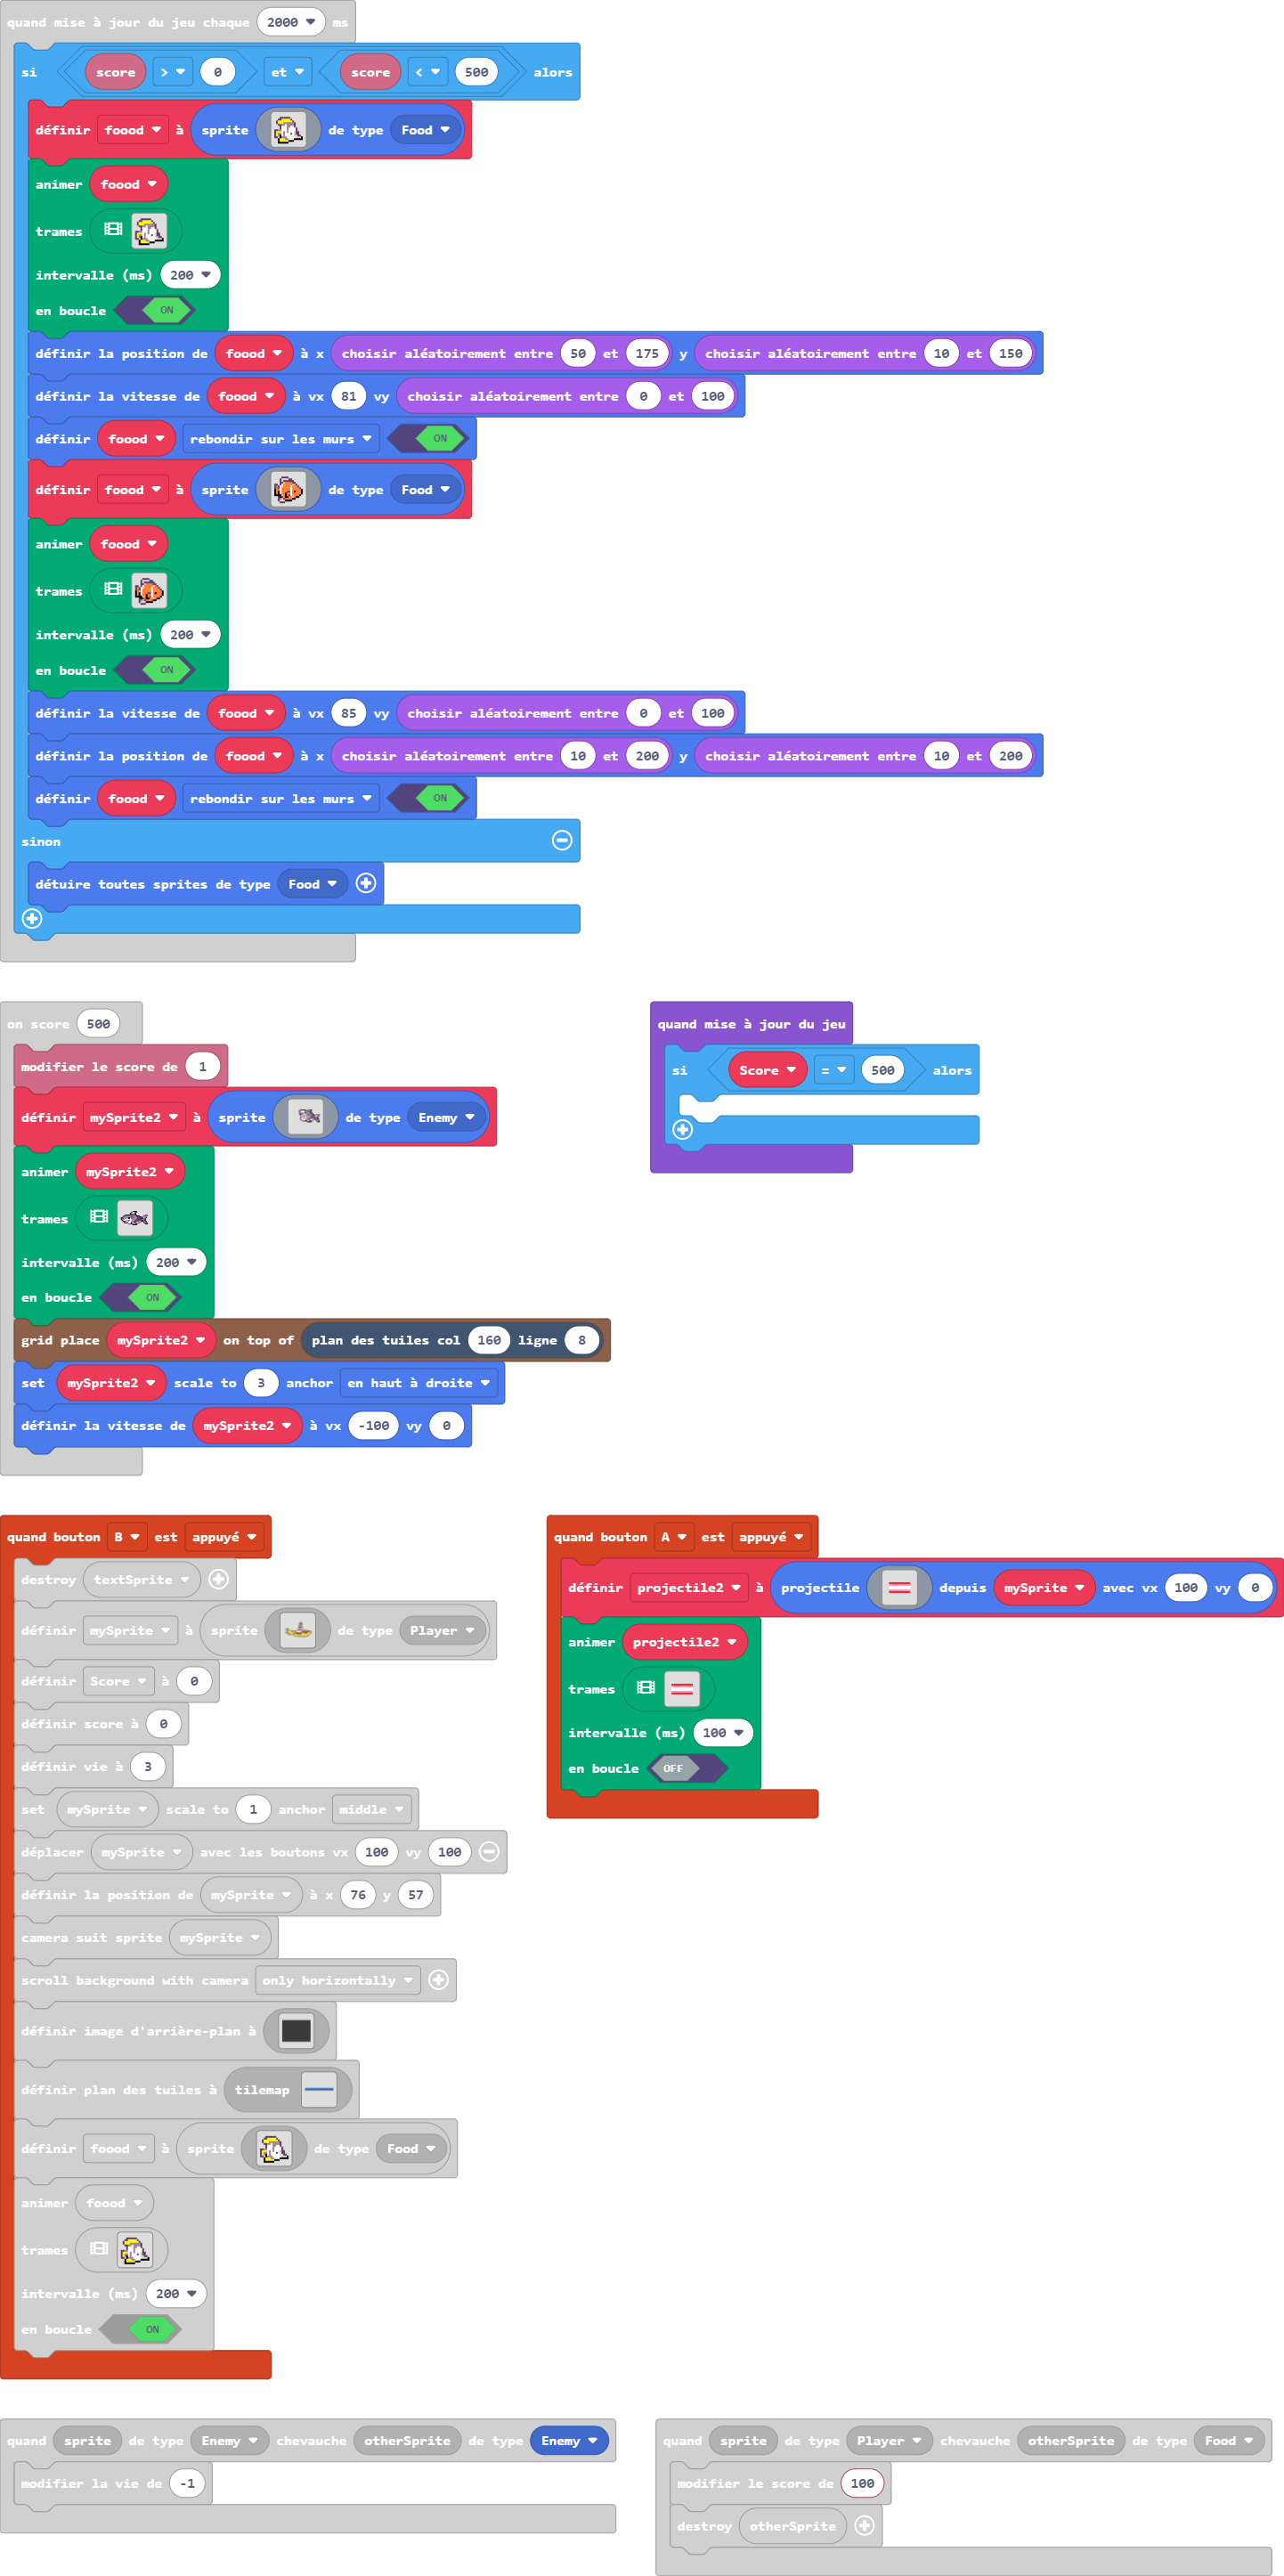 quand mise à jour du jeu chaque 2000 ms
si score > 0 et score < 500 alors
définir foood à sprite de type Food
animer foood
trames
intervalle (ms) 200
en boucle ON
définir la position de foood à x choisir aléatoirement entre 50 et 175 y choisir aléatoirement entre 10 et 150
définir la vitesse de foood à vx 81 vy choisir aléatoirement entre 0 et 100
définir foood rebondir sur les murs ON
définir foood à sprite de type Food
animer foood
trames
intervalle (ms) 200
en boucle ON
définir la vitesse de foood à vx 85 vy choisir aléatoirement entre 0 et 100
définir la position de foood à x choisir aléatoirement entre 10 et 200 y choisir aléatoirement entre 10 et 200
définir foood rebondir sur les murs ON
sinon
détuire toutes sprites de type Food
on score 500
modifier le score de 1
définir mySprite2 à sprite de type Enemy
animer mySprite2
trames
intervalle (ms) 200
en boucle ON
grid place mySprite2 on top of plan des tuiles col 160 ligne 8
set mySprite2 scale to 3 anchor en haut à droite
définir la vitesse de mySprite2 à vx -100 vy 0
quand mise à jour du jeu
si Score = 500 alors
quand bouton B est appuyé
destroy textSprite
définir mySprite à sprite de type Player
définir Score à 0
définir score à 0
définir vie à 3
set mySprite scale to 1 anchor middle
déplacer mySprite avec les boutons vx 100 vy 100
définir la position de mySprite à x 76 y 57
camera suit sprite mySprite
scroll background with camera only horizontally
définir image d'arrière-plan à
définir plan des tuiles à tilemap
définir foood à sprite de type Food
animer foood
trames
intervalle (ms) 200
en boucle ON
quand bouton A est appuyé
définir projectile2 à projectile depuis mySprite avec vx 100 vy 0
animer projectile2
trames
intervalle (ms) 100
en boucle OFF
quand sprite de type Enemy chevauche otherSprite de type Enemy
modifier la vie de -1
quand sprite de type Player chevauche otherSprite de type Food
modifier le score de 100
destroy otherSprite